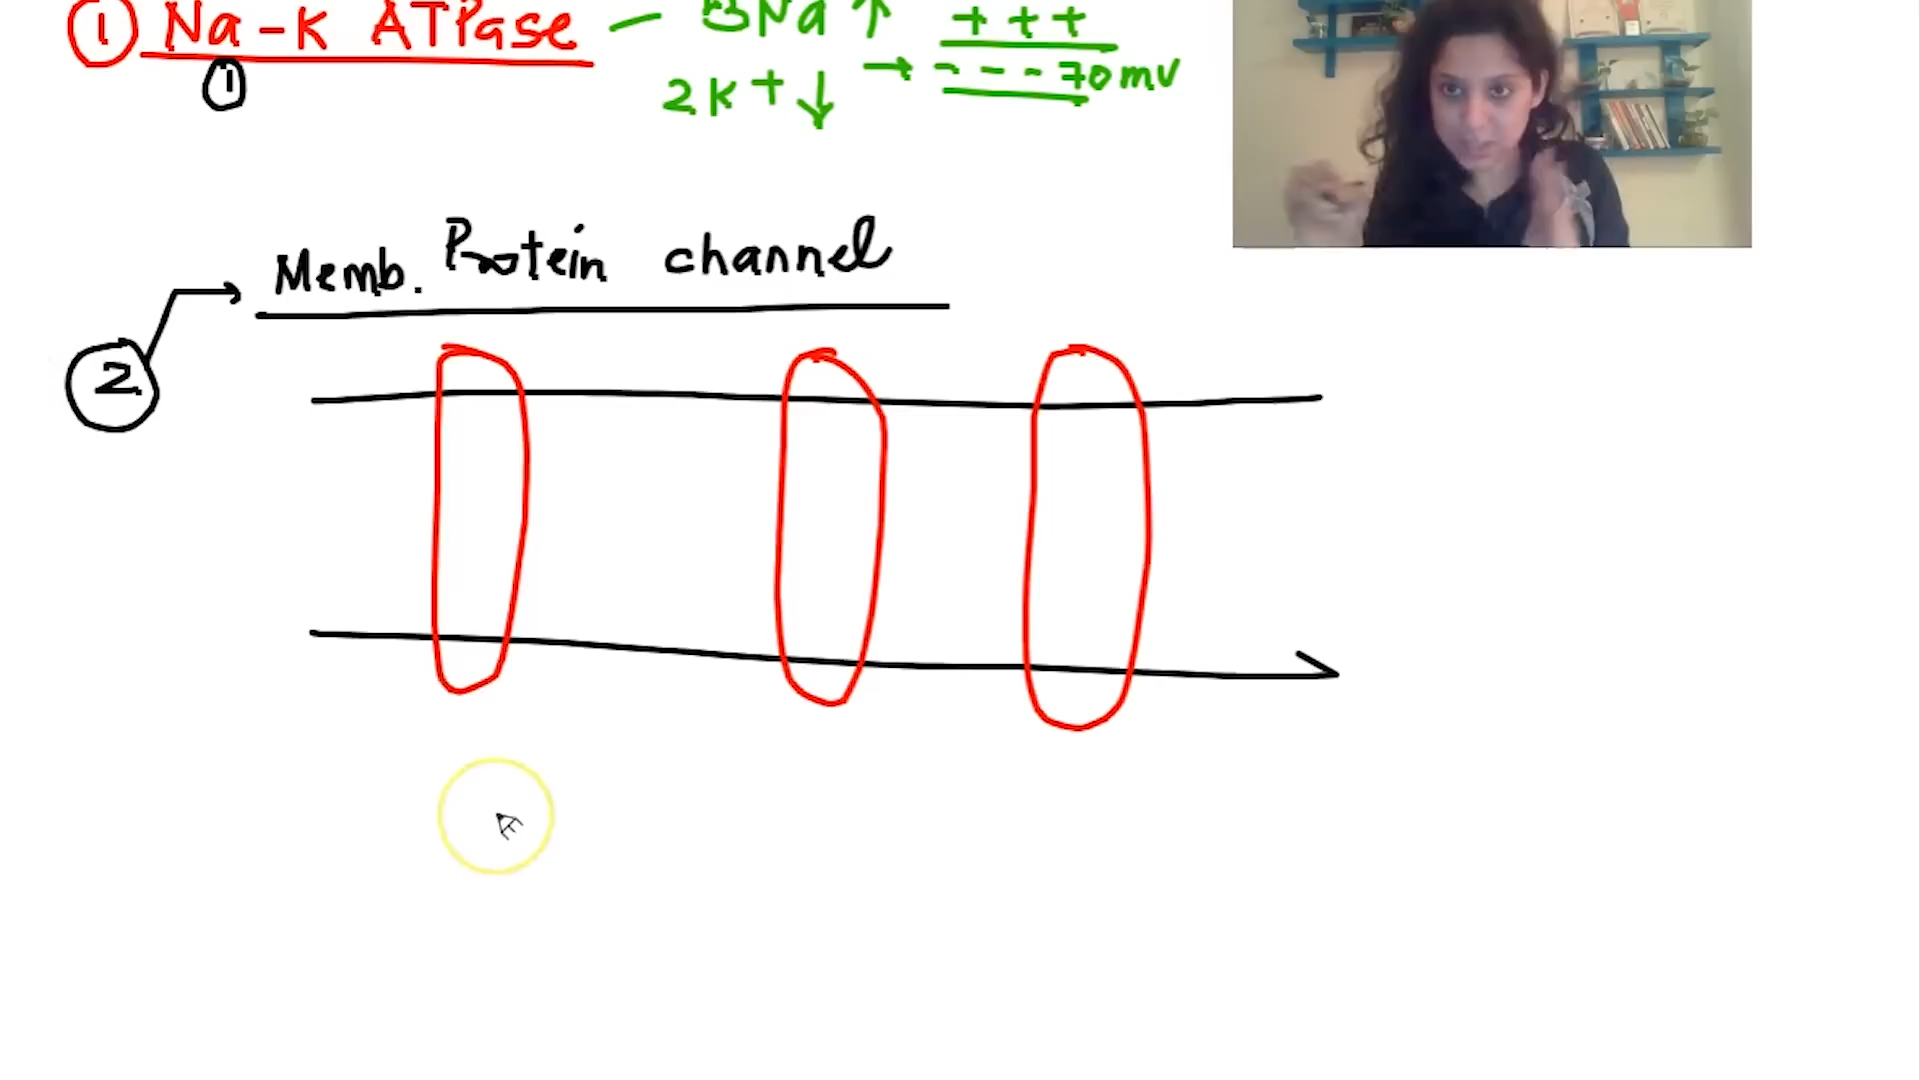 ① Na-K ATPase - 3Na ↑ + + +
① 2K+ ↓ → - - - 70mV
Memb. Protein channel
2